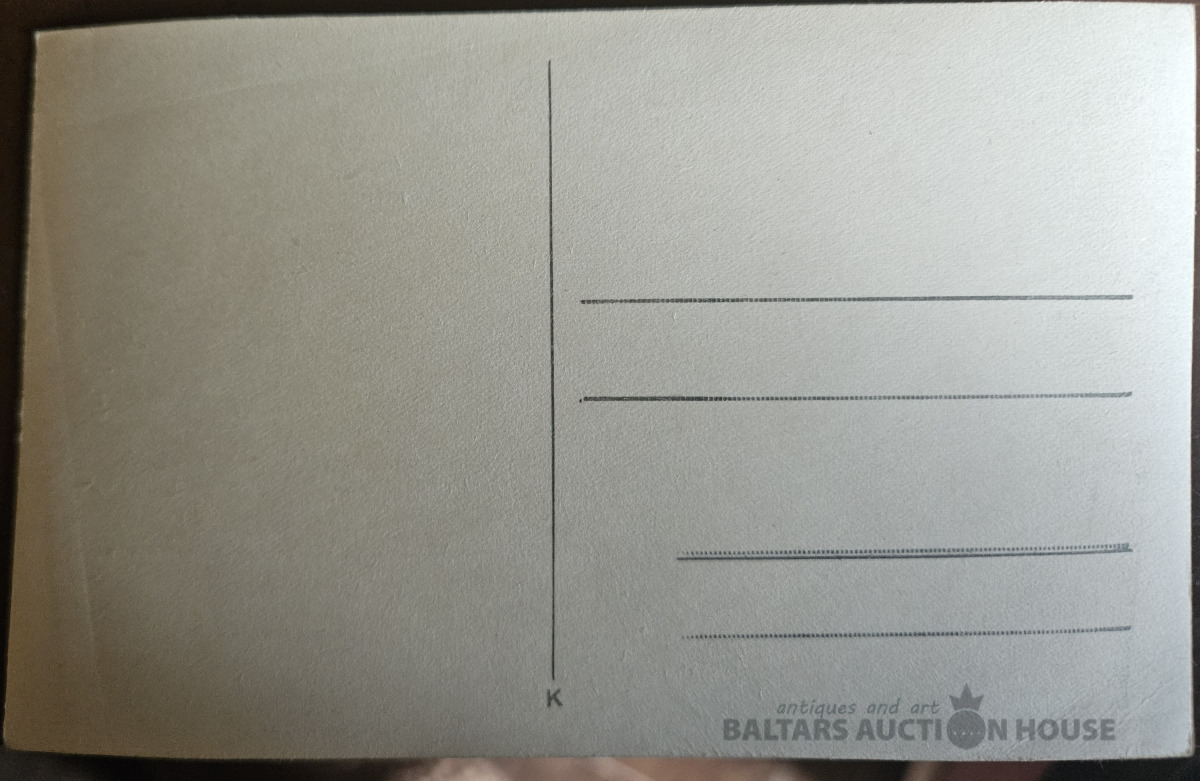 K
antiques and art
BALTARS AUCTION HOUSE